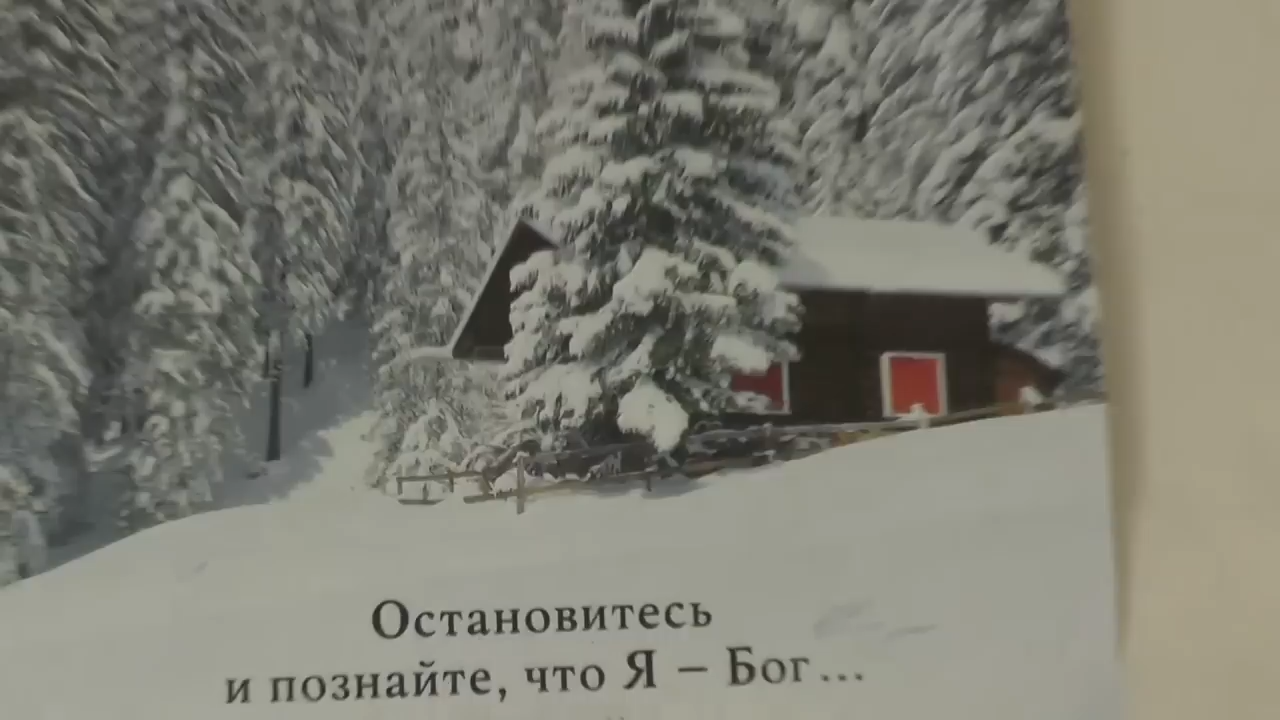 Остановитесь
и познайте, что Я – Бог...